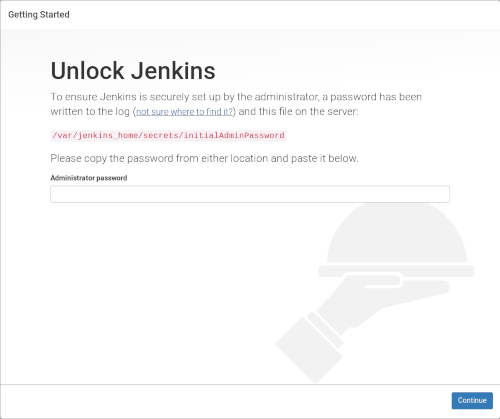 Getting Started
Unlock Jenkins
To ensure Jenkins is securely set up by the administrator, a password has been
written to the log (not sure where to find it?) and this file on the server:
/var/jenkins_home/secrets/initialAdminPassword
Please copy the password from either location and paste it below.
Administrator password
Continue